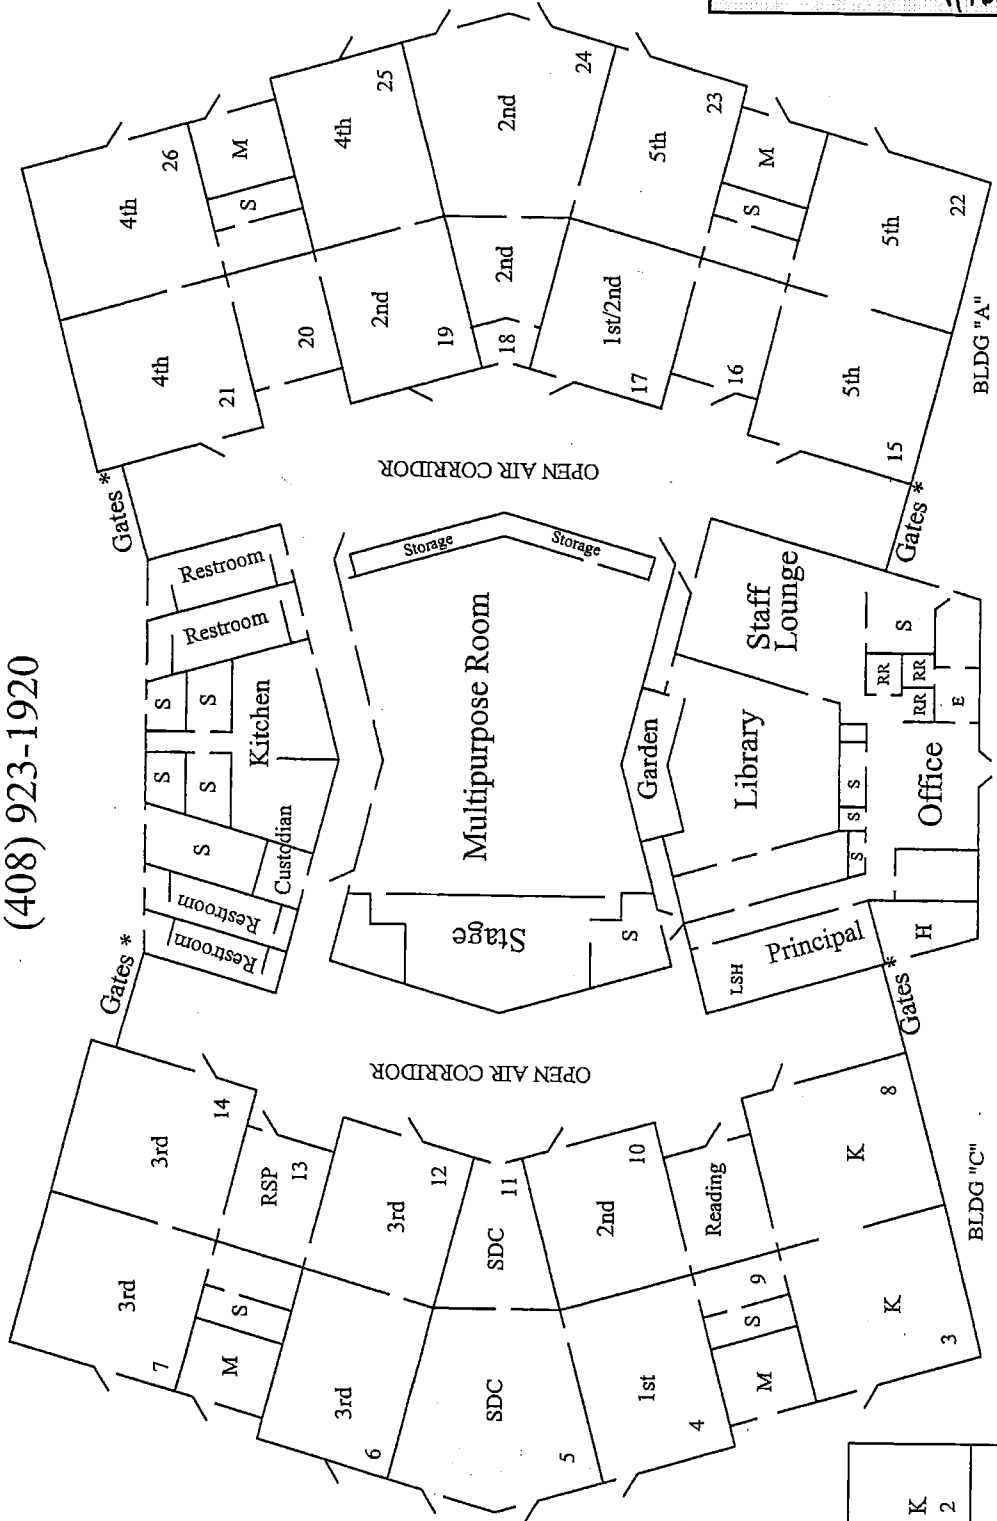 (408) 923-1920
Gates *
Gates *
3rd
14
3rd
7
RSP
13
S
M
3rd
12
3rd
6
SDC
11
SDC
5
2nd
10
1st
4
Reading
9
S
M
K
8
K
3
BLDG "C"
K
2
OPEN AIR CORRIDOR
Restroom
Restroom
S
Custodian
S
S
S
S
Kitchen
Restroom
Restroom
Stage
S
Multipurpose Room
Storage
Storage
Garden
LSH
Principal
Library
Staff
Lounge
S
S
S
RR
RR
RR
S
E
H
Office
Gates *
Gates *
OPEN AIR CORRIDOR
4th
21
4th
26
20
S
M
2nd
19
4th
25
18
2nd
2nd
24
1st/2nd
17
5th
23
16
S
M
5th
15
5th
22
BLDG "A"